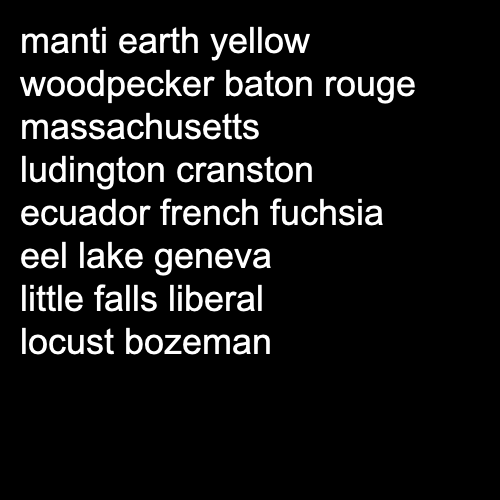 manti earth yellow
woodpecker baton rouge
massachusetts
ludington cranston
ecuador french fuchsia
eel lake geneva
little falls liberal
locust bozeman